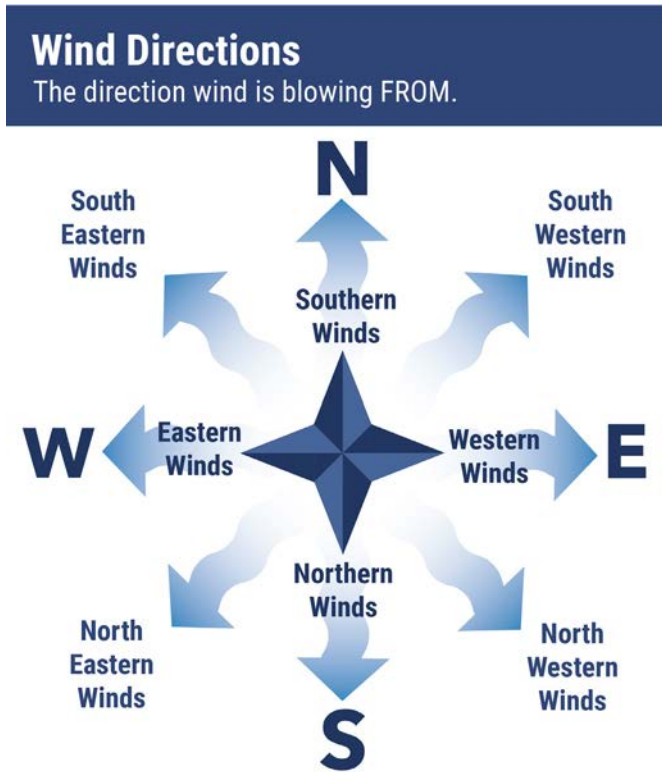 Wind Directions
The direction wind is blowing FROM.
N
South
Eastern
Winds
South
Western
Winds
Southern
Winds
W
Eastern
Winds
Western
Winds
E
Northern
Winds
North
Eastern
Winds
North
Western
Winds
S